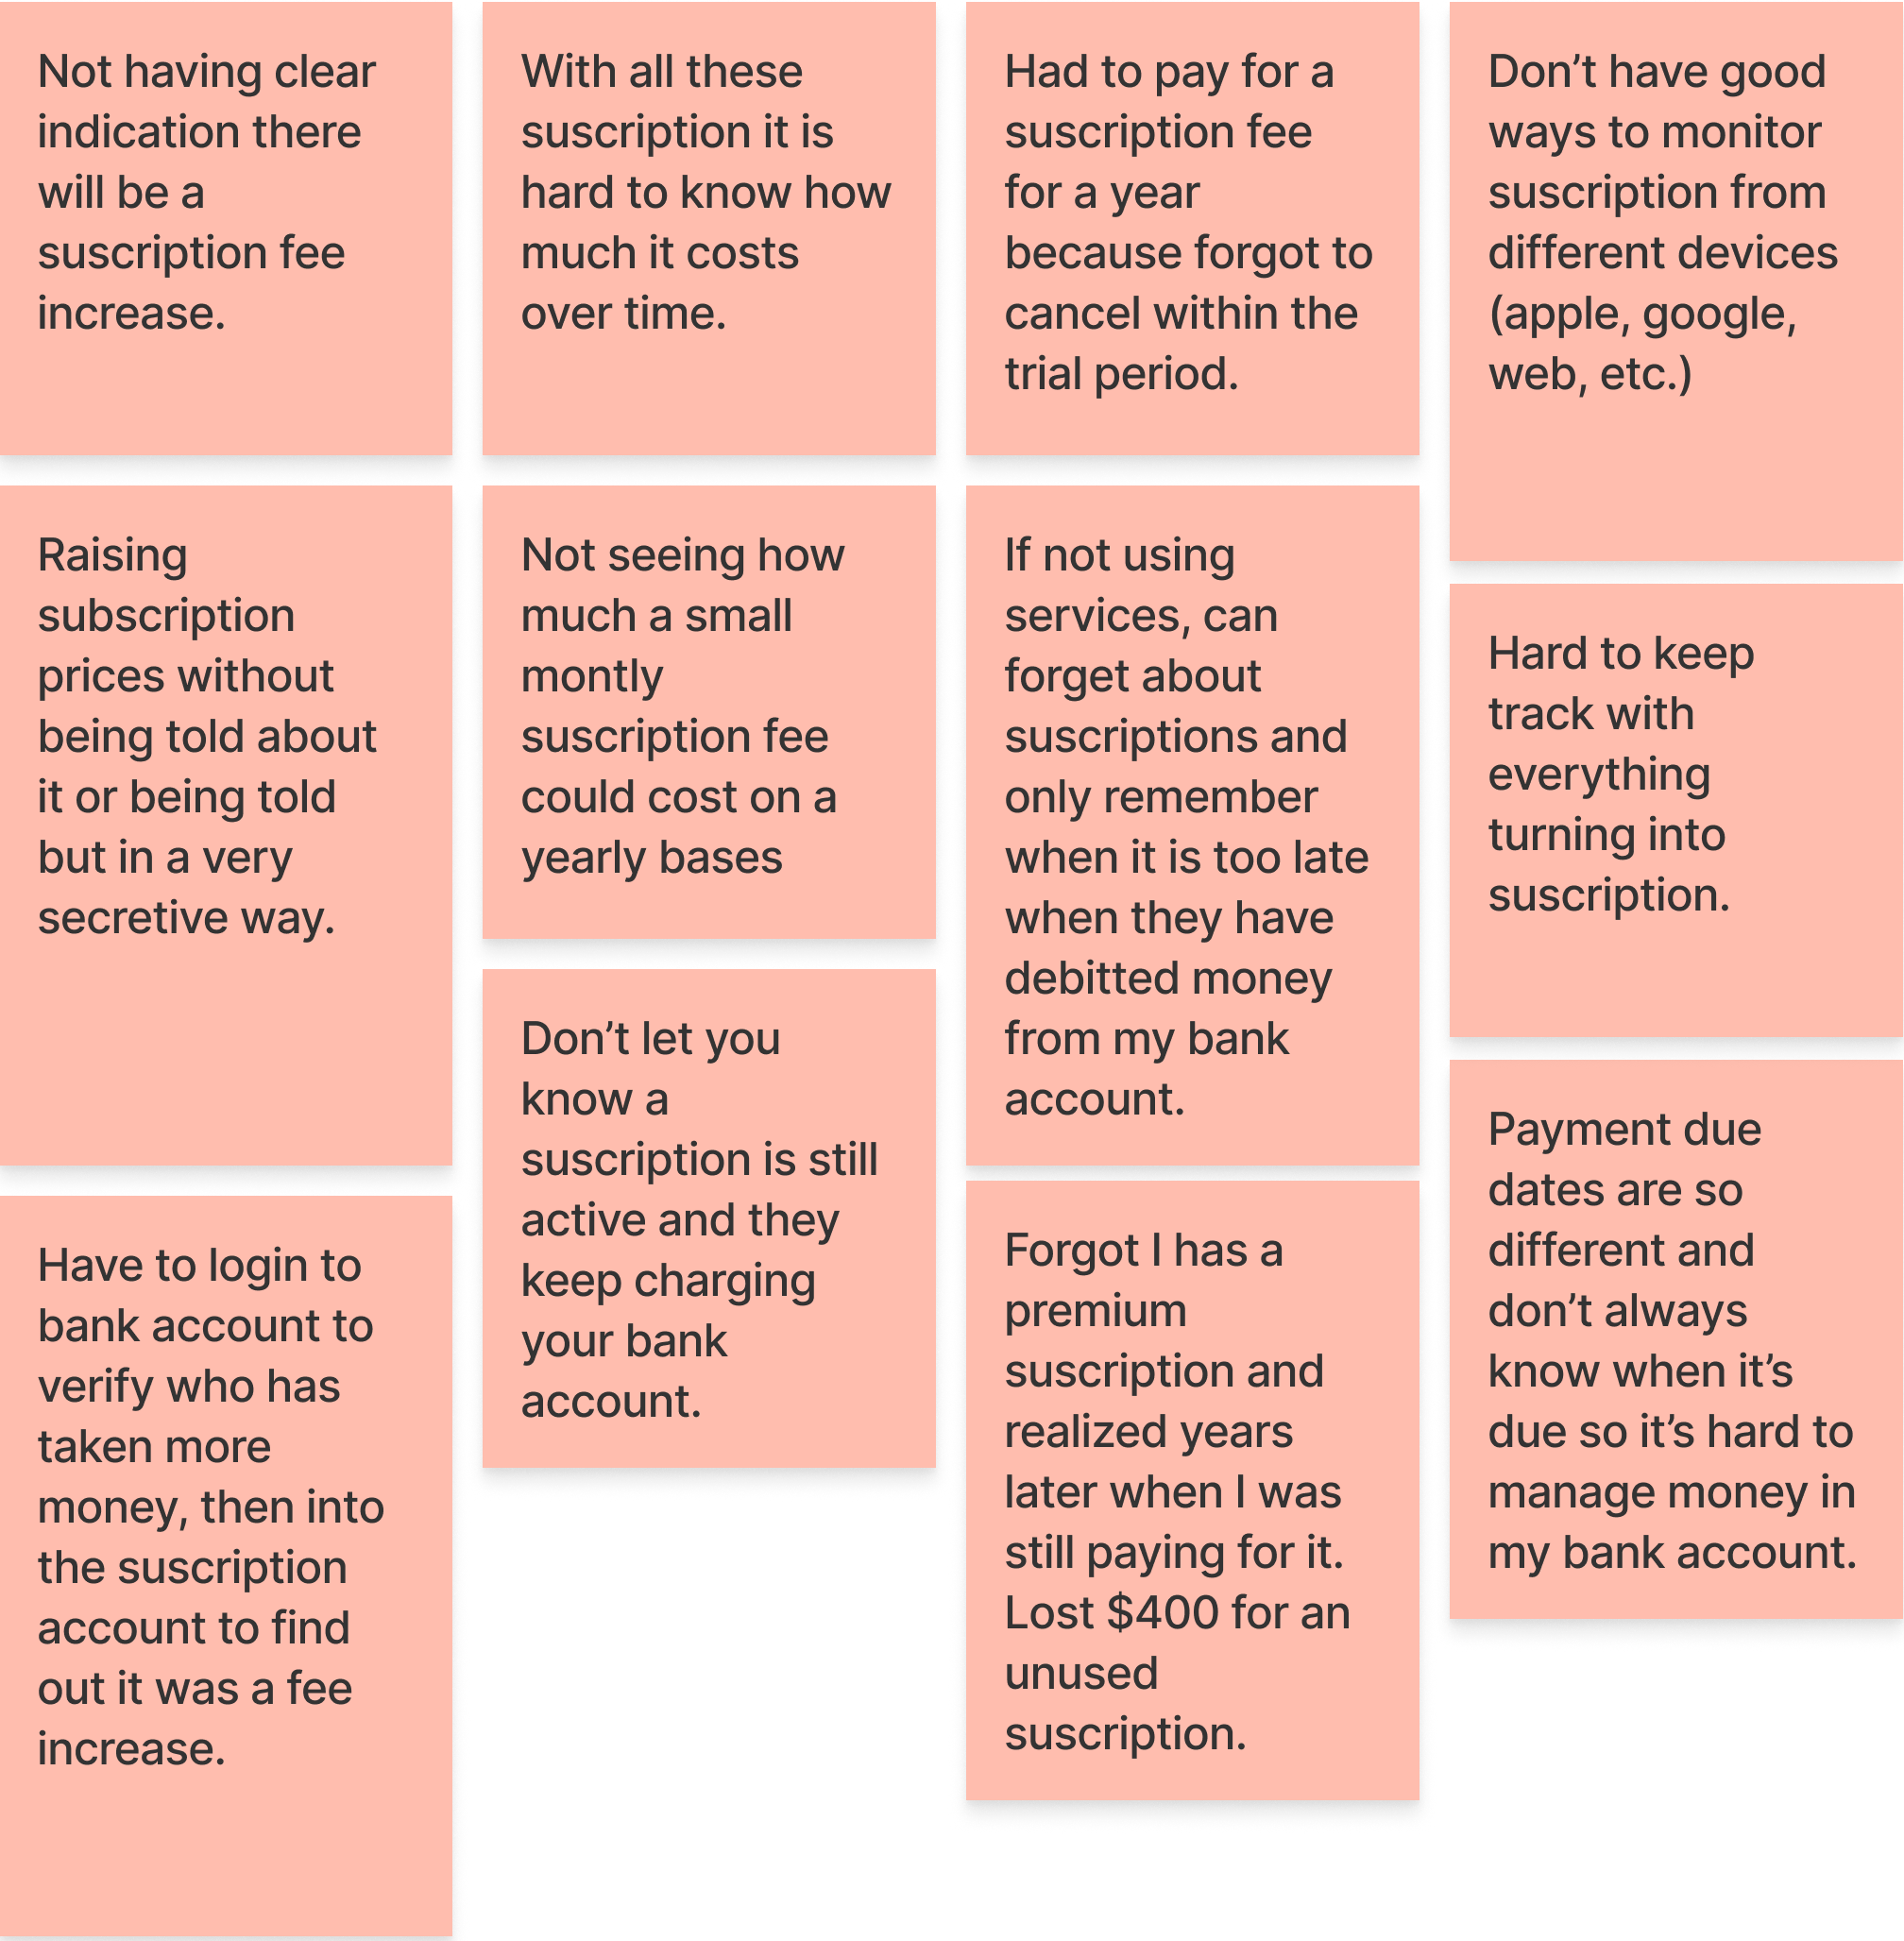 Not having clear
indication there
will be a
suscription fee
increase.
Raising
subscription
prices without
being told about
it or being told
but in a very
secretive way.
Have to login to
bank account to
verify who has
taken more
money, then into
the suscription
account to find
out it was a fee
increase.
With all these
suscription it is
hard to know how
much it costs
over time.
Not seeing how
much a small
montly
suscription fee
could cost on a
yearly bases
Don’t let you
know a
suscription is still
active and they
keep charging
your bank
account.
Had to pay for a
suscription fee
for a year
because forgot to
cancel within the
trial period.
If not using
services, can
forget about
suscriptions and
only remember
when it is too late
when they have
debitted money
from my bank
account.
Forgot I has a
premium
suscription and
realized years
later when I was
still paying for it.
Lost $400 for an
unused
suscription.
Don’t have good
ways to monitor
suscription from
different devices
(apple, google,
web, etc.)
Hard to keep
track with
everything
turning into
suscription.
Payment due
dates are so
different and
don’t always
know when it’s
due so it’s hard to
manage money in
my bank account.